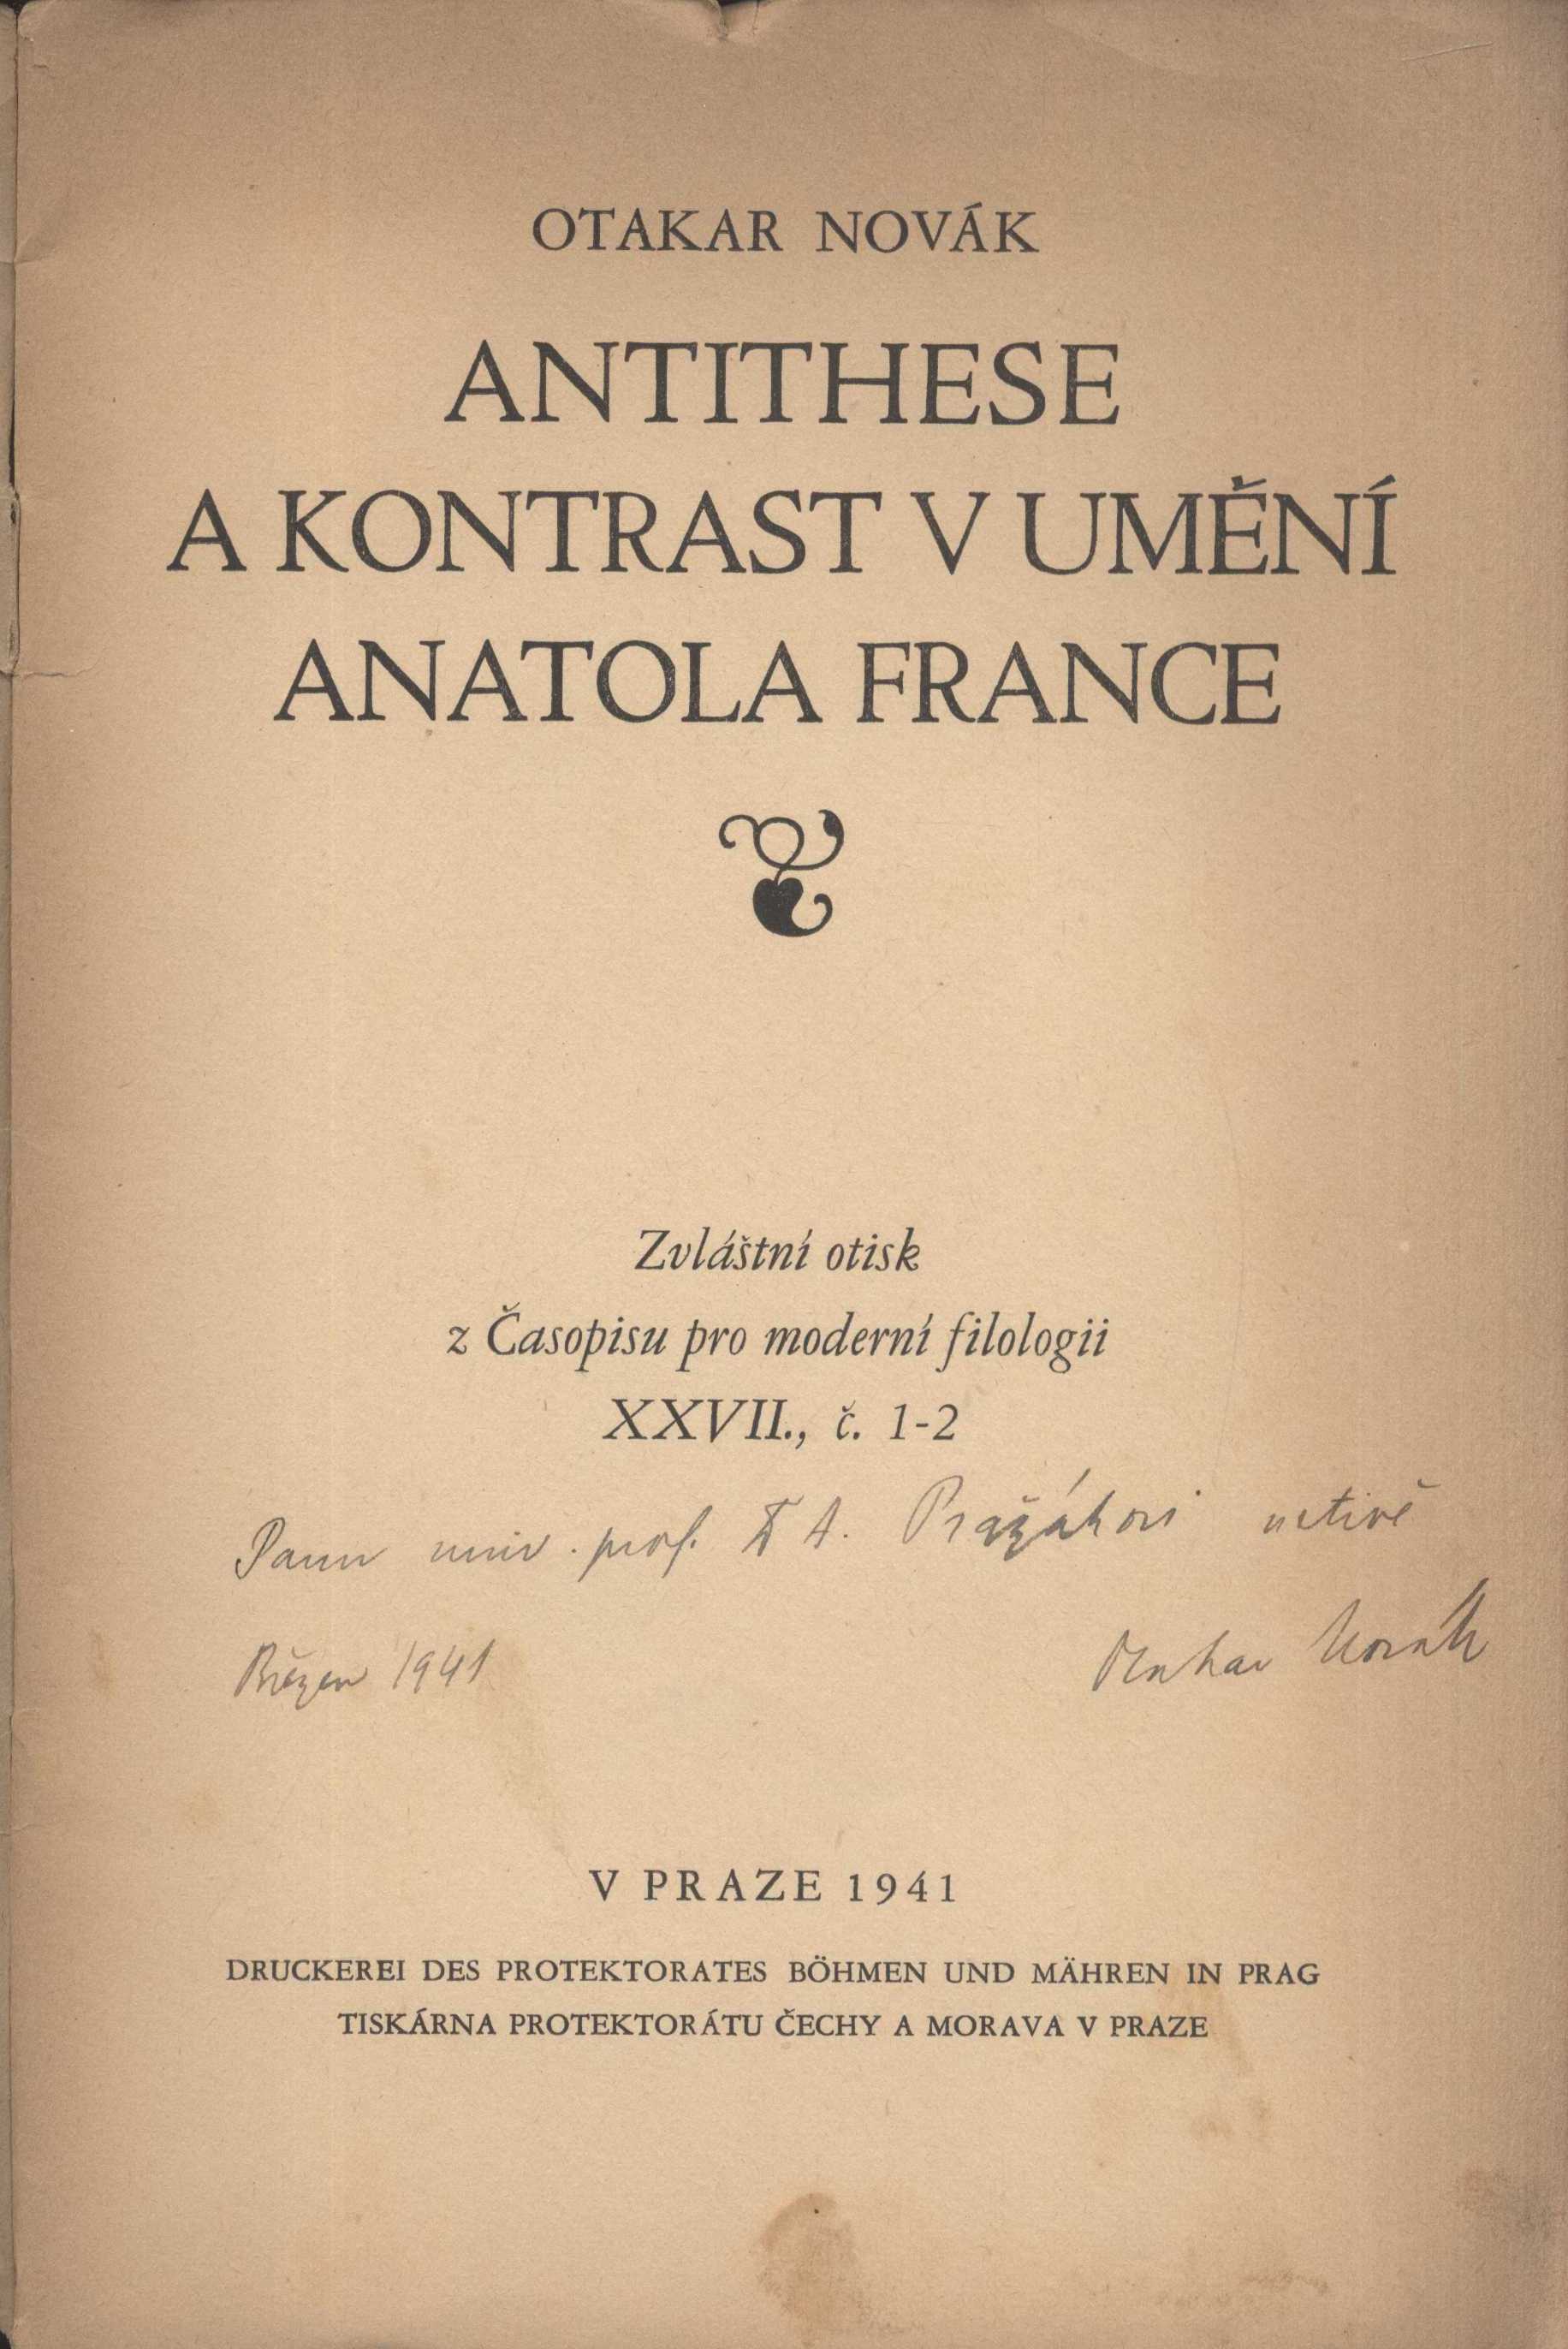 OTAKAR NOVÁK
ANTITHESE
A KONTRAST V UMĚNÍ
ANATOLA FRANCE
Zvláštní otisk
z Časopisu pro moderní filologii
XXVII., č. 1-2
Panu univ. prof. Dr A. Pražákovi uctivě
Březen 1941 Otakar Novák
V PRAZE 1941
DRUCKEREI DES PROTEKTORATES BÖHMEN UND MÄHREN IN PRAG
TISKÁRNA PROTEKTORÁTU ČECHY A MORAVA V PRAZE